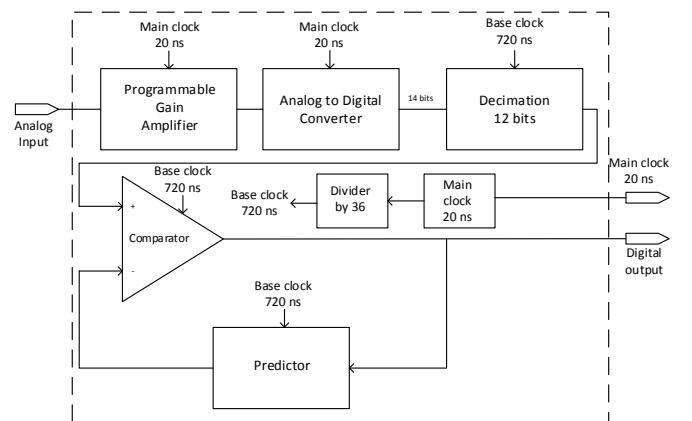 Main clock
20 ns
Main clock
20 ns
Base clock
720 ns
Programmable
Gain
Amplifier
Analog to Digital
Converter
14 bits
Decimation
12 bits
Analog
Input
Base clock
720 ns
+
Comparator
-
Base clock
720 ns
Divider
by 36
Main
clock
20 ns
Main clock
20 ns
Digital
output
Base clock
720 ns
Predictor